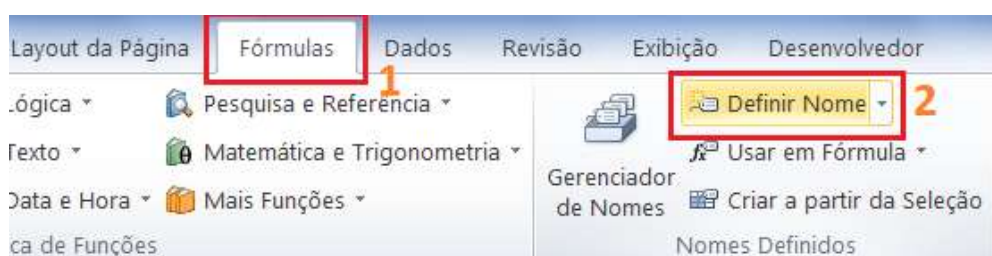 Layout da Página Fórmulas Dados Revisão Exibição Desenvolvedor
1
Lógica Pesquisa e Referência Definir Nome 2
Texto Matemática e Trigonometria Usar em Fórmula
Data e Hora Mais Funções Gerenciador de Nomes Criar a partir da Seleção
ca de Funções Nomes Definidos